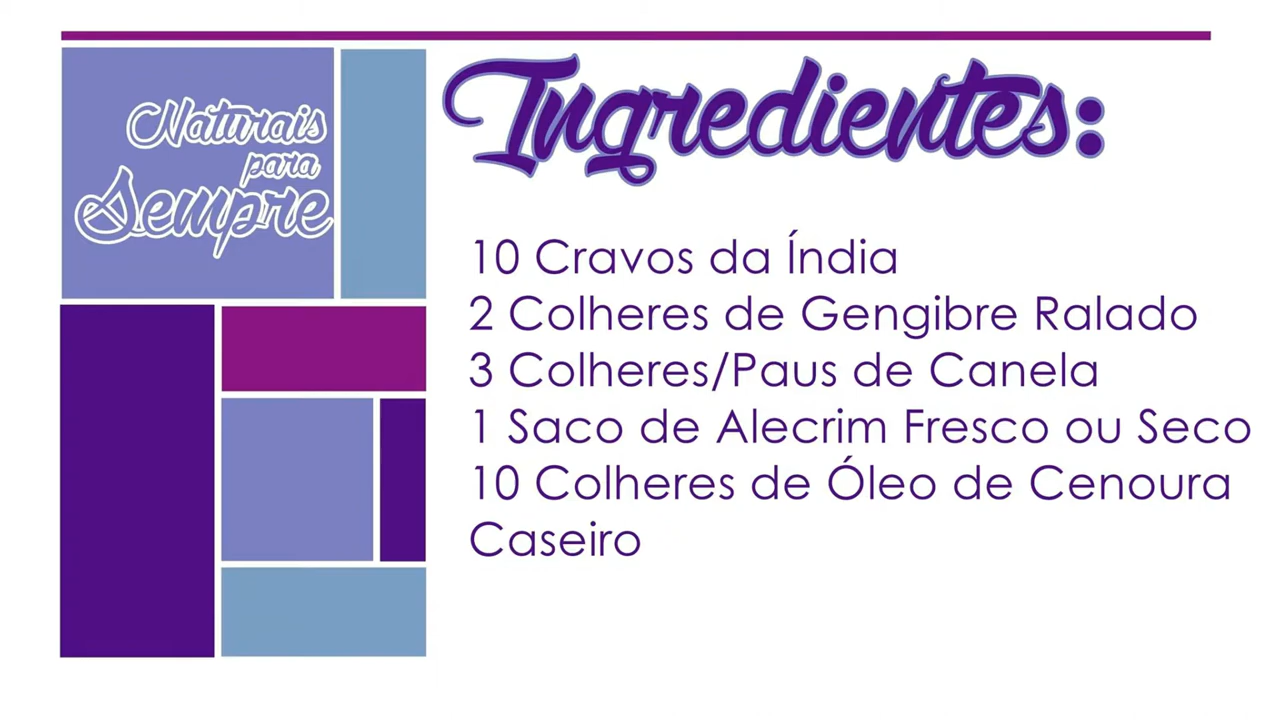 Naturais
para
Sempre
Ingredientes:
10 Cravos da Índia
2 Colheres de Gengibre Ralado
3 Colheres/Paus de Canela
1 Saco de Alecrim Fresco ou Seco
10 Colheres de Óleo de Cenoura
Caseiro